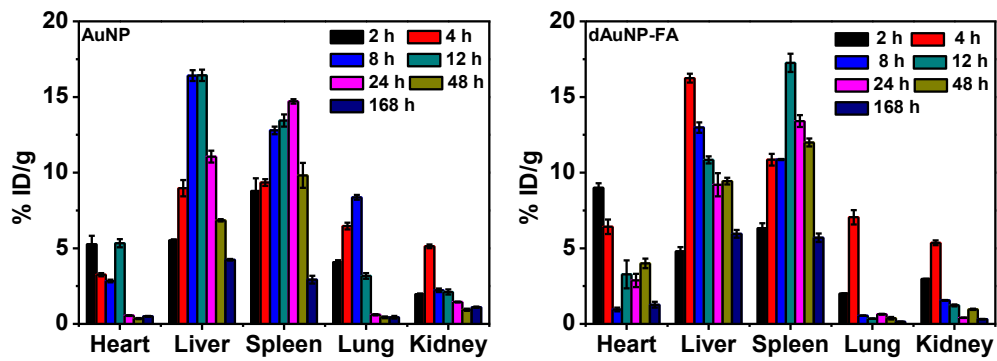 AuNP
2 h 4 h
8 h 12 h
24 h 48 h
168 h
% ID/g
20
15
10
5
0
Heart Liver Spleen Lung Kidney
dAuNP-FA
2 h 4 h
8 h 12 h
24 h 48 h
168 h
% ID/g
20
15
10
5
0
Heart Liver Spleen Lung Kidney